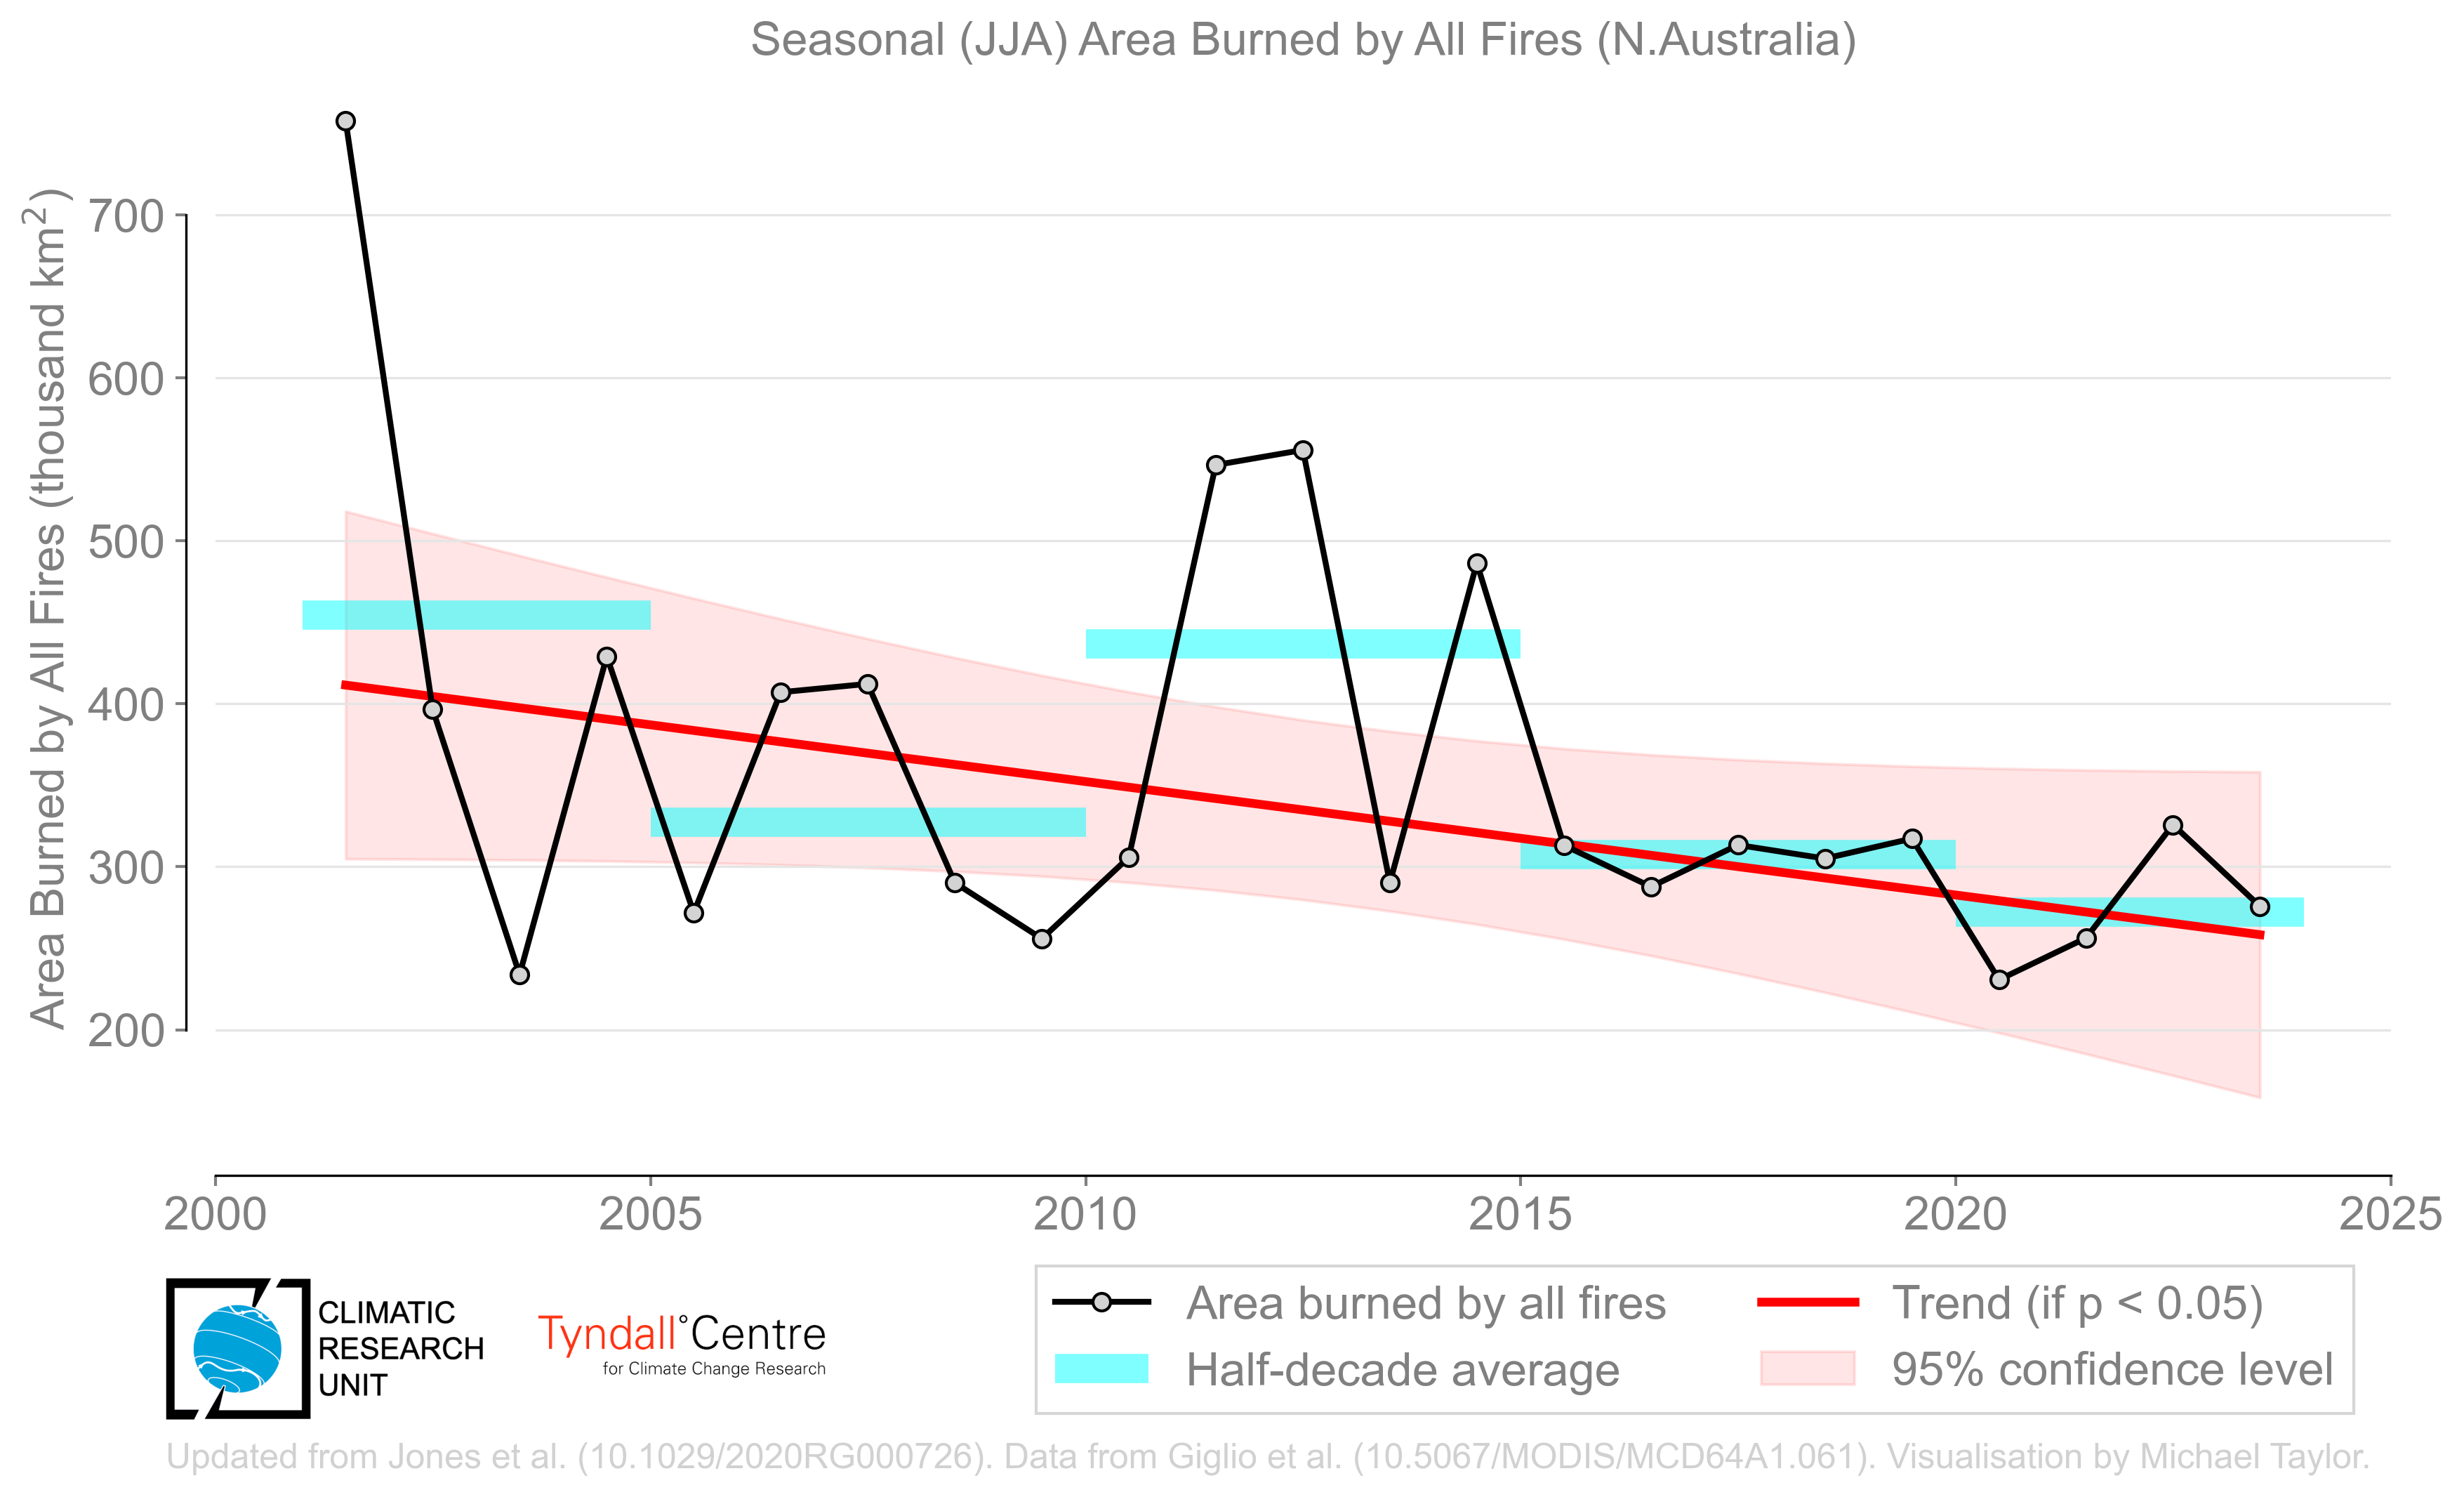 Seasonal (JJA) Area Burned by All Fires (N.Australia)
Area Burned by All Fires (thousand km²)
700
600
500
400
300
200
2000 2005 2010 2015 2020 2025
CLIMATIC
RESEARCH
UNIT
Tyndall°Centre
for Climate Change Research
Area burned by all fires
Half-decade average
Trend (if p < 0.05)
95% confidence level
Updated from Jones et al. (10.1029/2020RG000726). Data from Giglio et al. (10.5067/MODIS/MCD64A1.061). Visualisation by Michael Taylor.